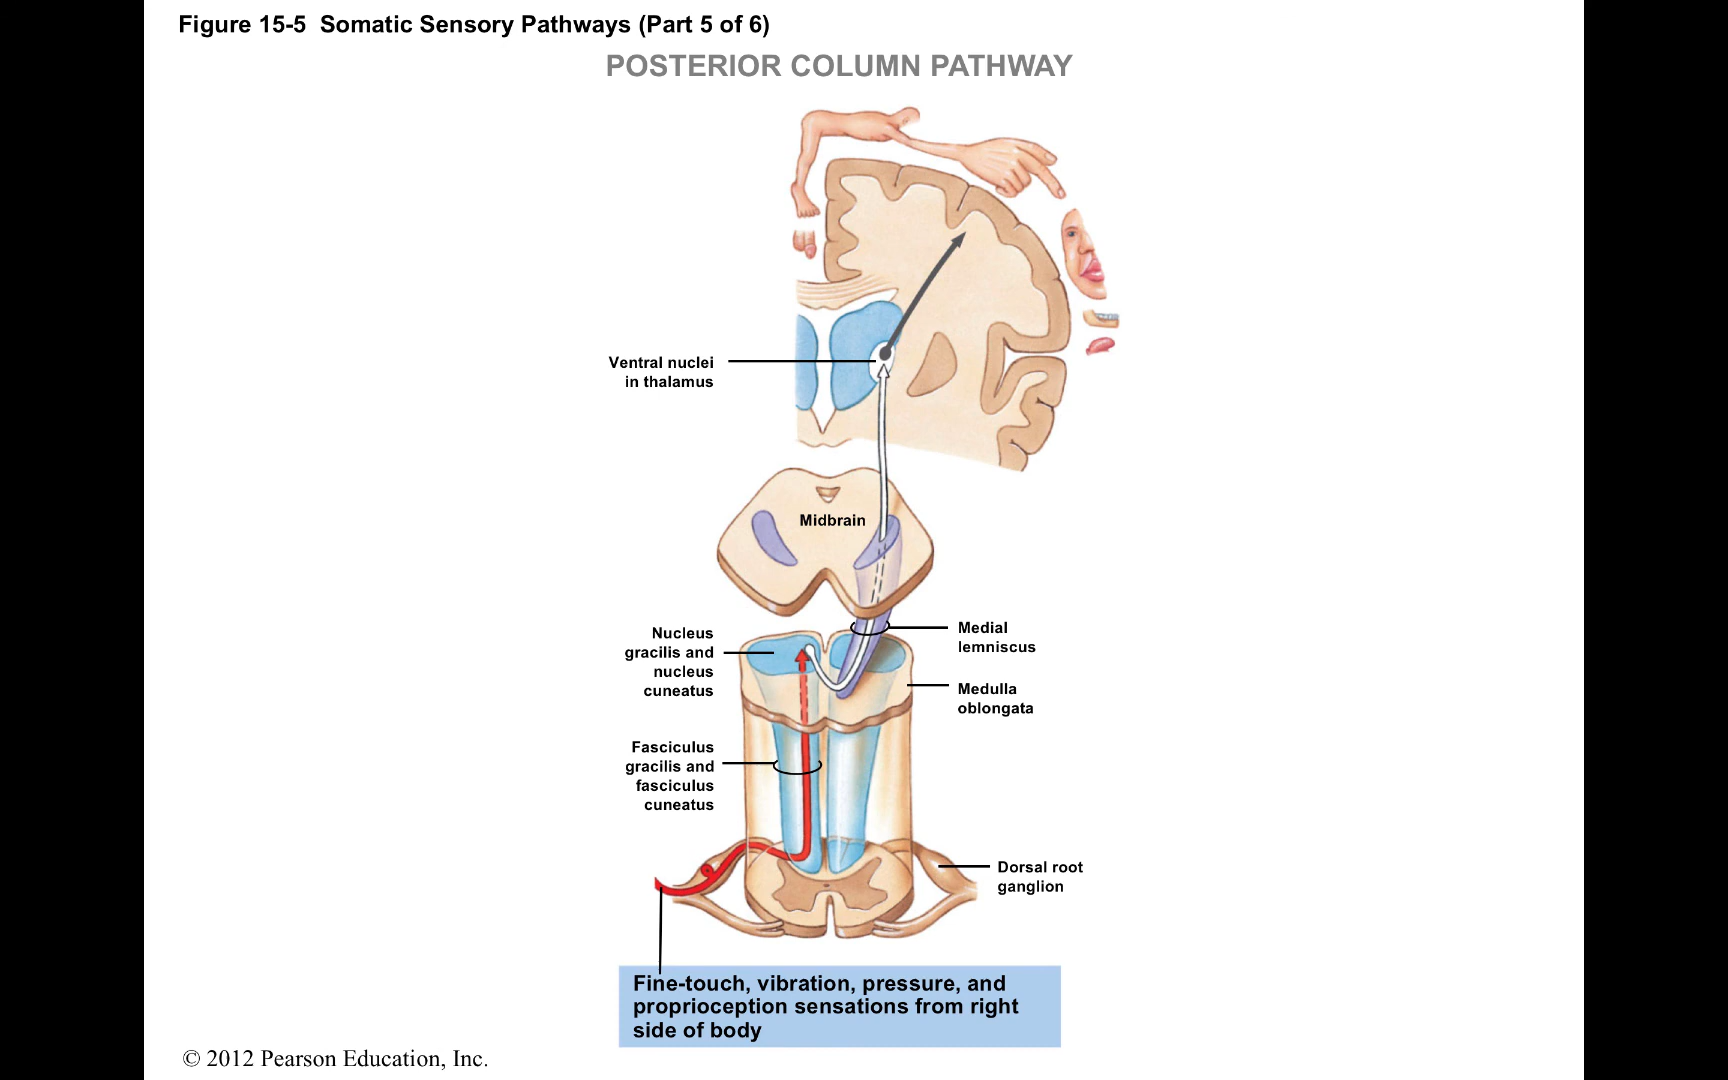 Figure 15-5  Somatic Sensory Pathways (Part 5 of 6)
POSTERIOR COLUMN PATHWAY
Ventral nuclei
in thalamus
Midbrain
Nucleus
gracilis and
nucleus
cuneatus
Medial
lemniscus
Medulla
oblongata
Fasciculus
gracilis and
fasciculus
cuneatus
Dorsal root
ganglion
Fine-touch, vibration, pressure, and
proprioception sensations from right
side of body
© 2012 Pearson Education, Inc.